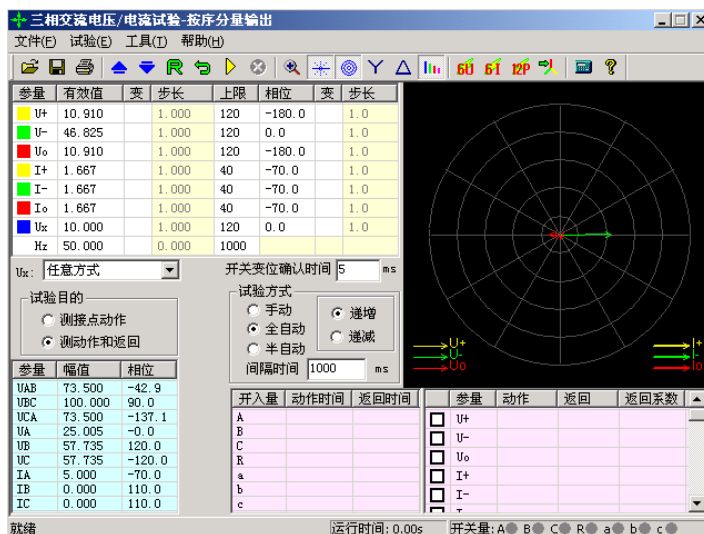 三相交流电压/电流试验-按序分量输出
文件(F) 试验(E) 工具(T) 帮助(H)
6U 6I 12P
参量 有效值 变 步长 上限 相位 变 步长
U+ 10.910 1.000 120 -180.0 1.0
U- 46.825 1.000 120 0.0 1.0
Uo 10.910 1.000 120 -180.0 1.0
I+ 1.667 1.000 40 -70.0 1.0
I- 1.667 1.000 40 -70.0 1.0
Io 1.667 1.000 40 -70.0 1.0
Ux 10.000 1.000 120 0.0 1.0
Hz 50.000 0.000 1000
Ux: 任意方式
开关变位确认时间 5 ms
试验目的
测接点动作
测动作和返回
试验方式
手动
全自动
半自动
递增
递减
间隔时间 1000 ms
U+
U-
Uo
I+
I-
Io
参量 幅值 相位
UAB 73.500 -42.9
UBC 100.000 90.0
UCA 73.500 -137.1
UA 25.005 -0.0
UB 57.735 120.0
UC 57.735 -120.0
IA 5.000 -70.0
IB 0.000 110.0
IC 0.000 110.0
开入量 动作时间 返回时间
A
B
C
R
a
b
c
参量 动作 返回 返回系数
U+
U-
Uo
I+
I-
就绪
运行时间: 0.00s
开关量: A B C R a b c